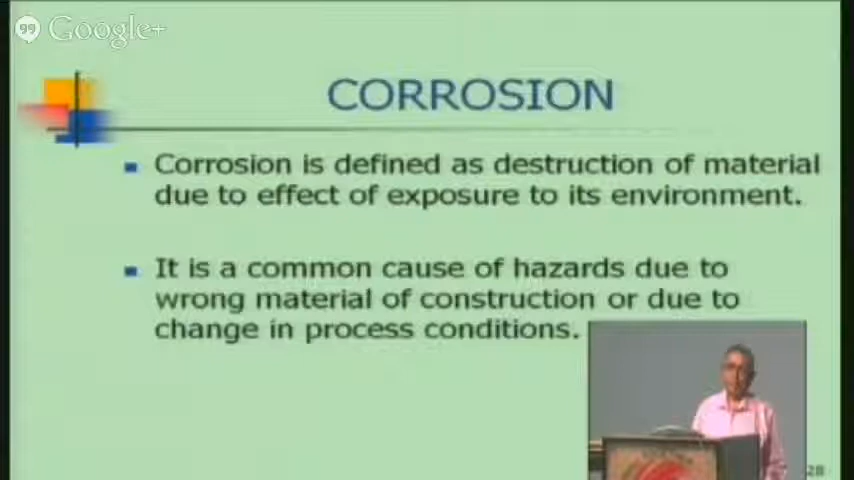 Google+
CORROSION
Corrosion is defined as destruction of material
due to effect of exposure to its environment.
It is a common cause of hazards due to
wrong material of construction or due to
change in process conditions.
28